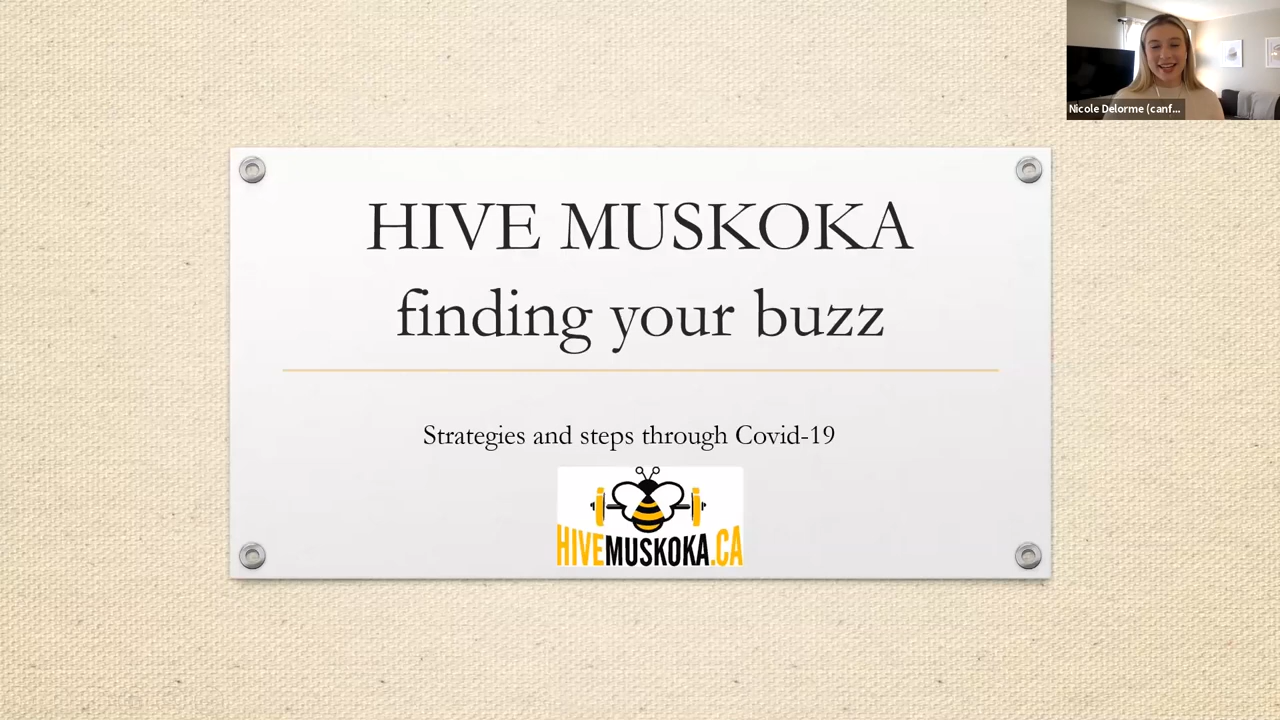 Nicole Delorme (canf...
HIVE MUSKOKA
finding your buzz
Strategies and steps through Covid-19
HIVEMUSKOKA.CA